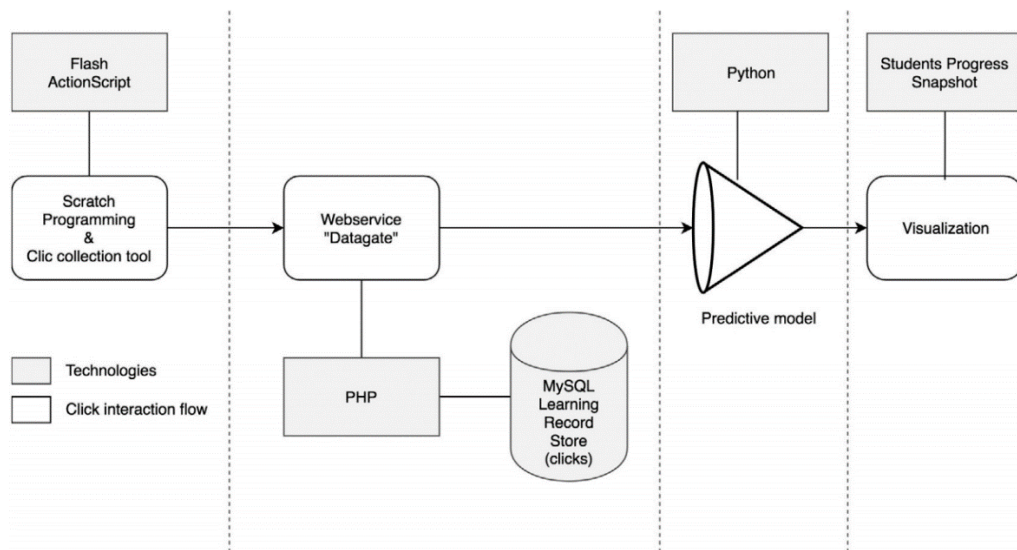 Flash
ActionScript
Python
Students Progress
Snapshot
Scratch
Programming
&
Clic collection tool
Webservice
"Datagate"
Visualization
Predictive model
Technologies
Click interaction flow
PHP
MySQL
Learning
Record
Store
(clicks)